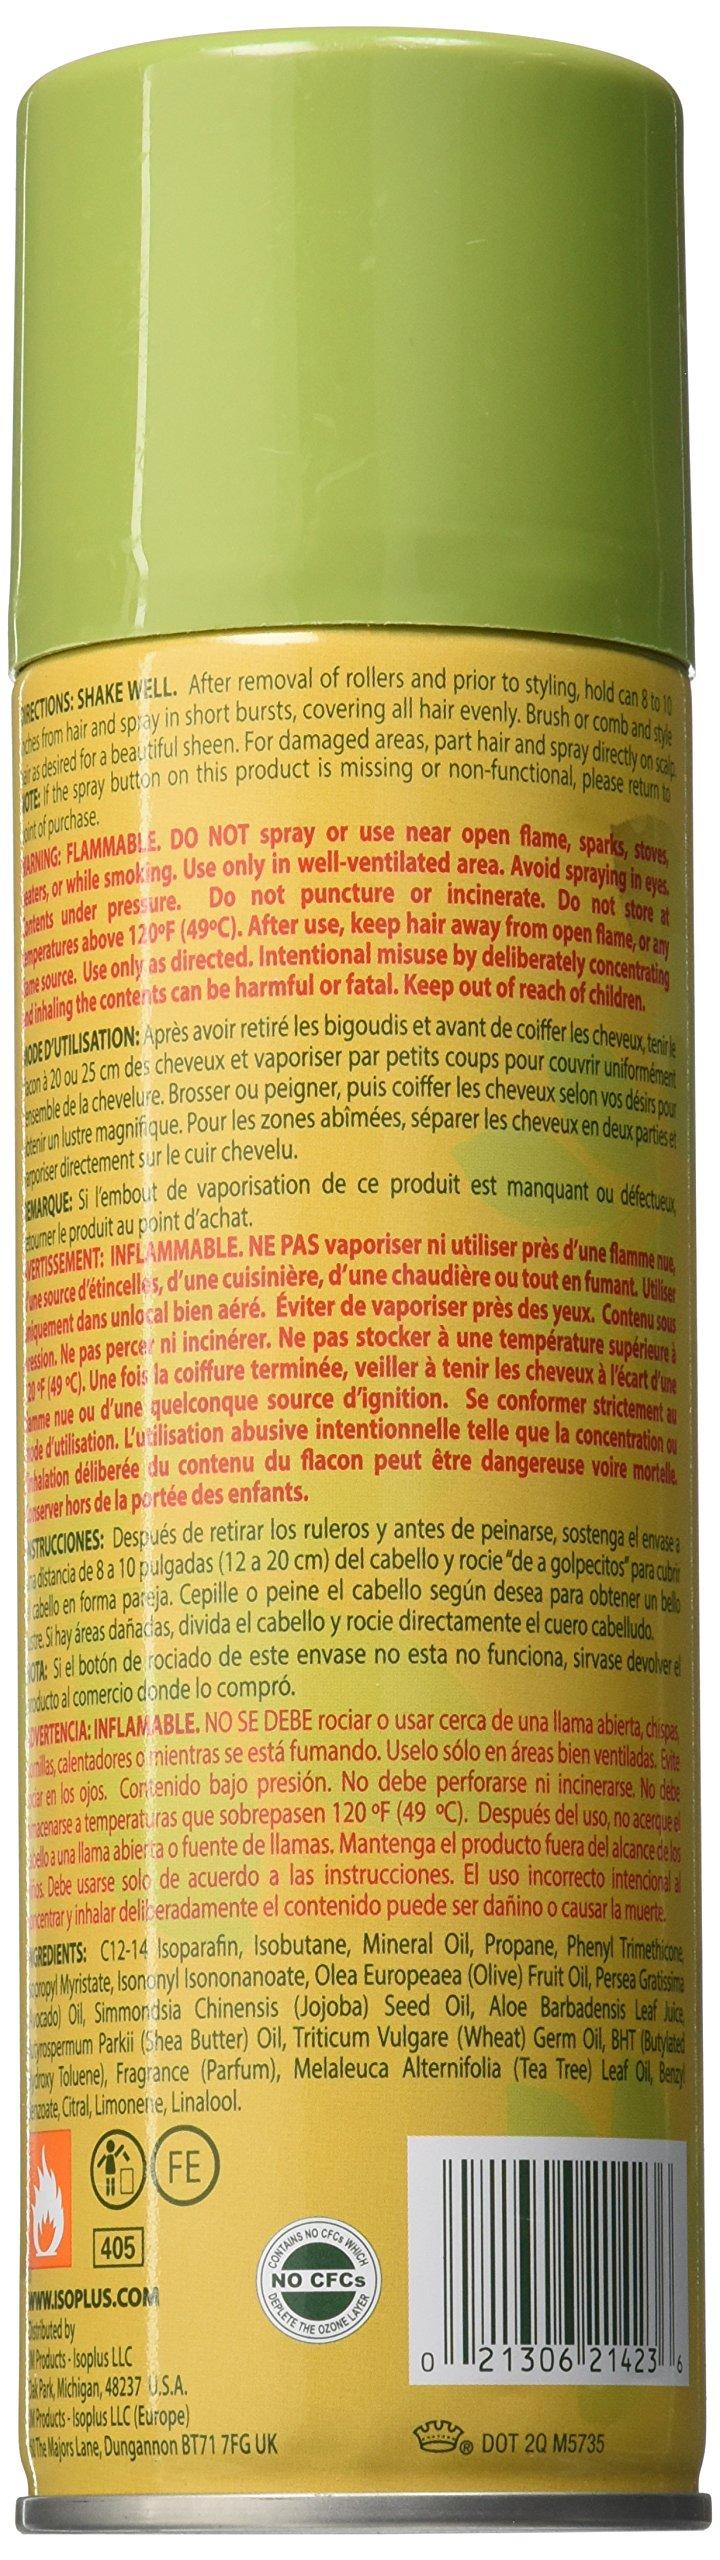 DIRECTIONS: SHAKE WELL. After removal of rollers and prior to styling, hold can 8 to 10
inches from hair and spray in short bursts, covering all hair evenly. Brush or comb and style
hair as desired for a beautiful sheen. For damaged areas, part hair and spray directly on scalp.
NOTE: If the spray button on this product is missing or non-functional, please return to
point of purchase.
WARNING: FLAMMABLE. DO NOT spray or use near open flame, sparks, stoves,
heaters, or while smoking. Use only in well-ventilated area. Avoid spraying in eyes.
Contents under pressure. Do not puncture or incinerate. Do not store at
temperatures above 120ºF (49ºC). After use, keep hair away from open flame, or any
flame source. Use only as directed. Intentional misuse by deliberately concentrating
and inhaling the contents can be harmful or fatal. Keep out of reach of children.
MODE D'UTILISATION: Après avoir retiré les bigoudis et avant de coiffer les cheveux, tenir le
flacon à 20 ou 25 cm des cheveux et vaporiser par petits coups pour couvrir uniformément
l'ensemble de la chevelure. Brosser ou peigner, puis coiffer les cheveux selon vos désirs pour
obtenir un lustre magnifique. Pour les zones abîmées, séparer les cheveux en deux parties et
vaporiser directement sur le cuir chevelu.
REMARQUE: Si l'embout de vaporisation de ce produit est manquant ou défectueux,
retourner le produit au point d'achat.
AVERTISSEMENT: INFLAMMABLE. NE PAS vaporiser ni utiliser près d'une flamme nue,
d'une source d'étincelles, d'une cuisinière, d'une chaudière ou tout en fumant. Utiliser
uniquement dans unlocal bien aéré. Éviter de vaporiser près des yeux. Contenu sous
pression. Ne pas percer ni incinérer. Ne pas stocker à une température supérieure à
120 ºF (49 ºC). Une fois la coiffure terminée, veiller à tenir les cheveux à l'écart d'une
flamme nue ou d'une quelconque source d'ignition. Se conformer strictement au
mode d'utilisation. L'utilisation abusive intentionnelle telle que la concentration ou
l'inhalation déliberée du contenu du flacon peut être dangereuse voire mortelle.
Conserver hors de la portée des enfants.
INSTRUCCIONES: Después de retirar los ruleros y antes de peinarse, sostenga el envase a
una distancia de 8 a 10 pulgadas (12 a 20 cm) del cabello y rocie "de a golpecitos" para cubrir
el cabello en forma pareja. Cepille o peine el cabello según desea para obtener un bello
lustre. Si hay áreas dañadas, divida el cabello y rocie directamente el cuero cabelludo.
NOTA: Si el botón de rociado de este envase no esta no funciona, sirvase devolver el
producto al comercio donde lo compró.
ADVERTENCIA: INFLAMABLE. NO SE DEBE rociar o usar cerca de una llama abierta, chispas,
hornillas, calentadores o mientras se está fumando. Uselo sólo en áreas bien ventiladas. Evite
rociar en los ojos. Contenido bajo presión. No debe perforarse ni incinerarse. No debe
almacenarse a temperaturas que sobrepasen 120 ºF (49 ºC). Después del uso, no acerque el
cabello a una llama abierta o fuente de llamas. Mantenga el producto fuera del alcance de los
niños. Debe usarse solo de acuerdo a las instrucciones. El uso incorrecto intencional al
concentrar y inhalar deliberadamente el contenido puede ser dañino o causar la muerte.
INGREDIENTS: C12-14 Isoparafin, Isobutane, Mineral Oil, Propane, Phenyl Trimethicone,
Isopropyl Myristate, Isononyl Isononanoate, Olea Europeaea (Olive) Fruit Oil, Persea Gratissima
(Avocado) Oil, Simmondsia Chinensis (Jojoba) Seed Oil, Aloe Barbadensis Leaf Juice,
Butyrospermum Parkii (Shea Butter) Oil, Triticum Vulgare (Wheat) Germ Oil, BHT (Butylated
Hydroxy Toluene), Fragrance (Parfum), Melaleuca Alternifolia (Tea Tree) Leaf Oil, Benzyl
Benzoate, Citral, Limonene, Linalool.
FE
405
CONTAINS NO CFCs WHICH
NO CFCs
DEPLETE THE OZONE LAYER
WWW.ISOPLUS.COM
Distributed by
Products - Isoplus LLC
Oak Park, Michigan, 48237 U.S.A.
Products - Isoplus LLC (Europe)
The Majors Lane, Dungannon BT71 7FG UK
0 21306 21423 6
® DOT 2Q M5735